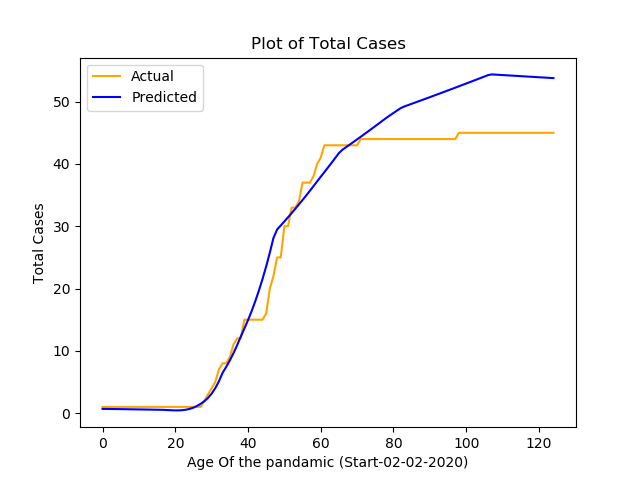 Plot of Total Cases
Actual
Predicted
Total Cases
50
40
30
20
10
0
0 20 40 60 80 100 120
Age Of the pandamic (Start-02-02-2020)